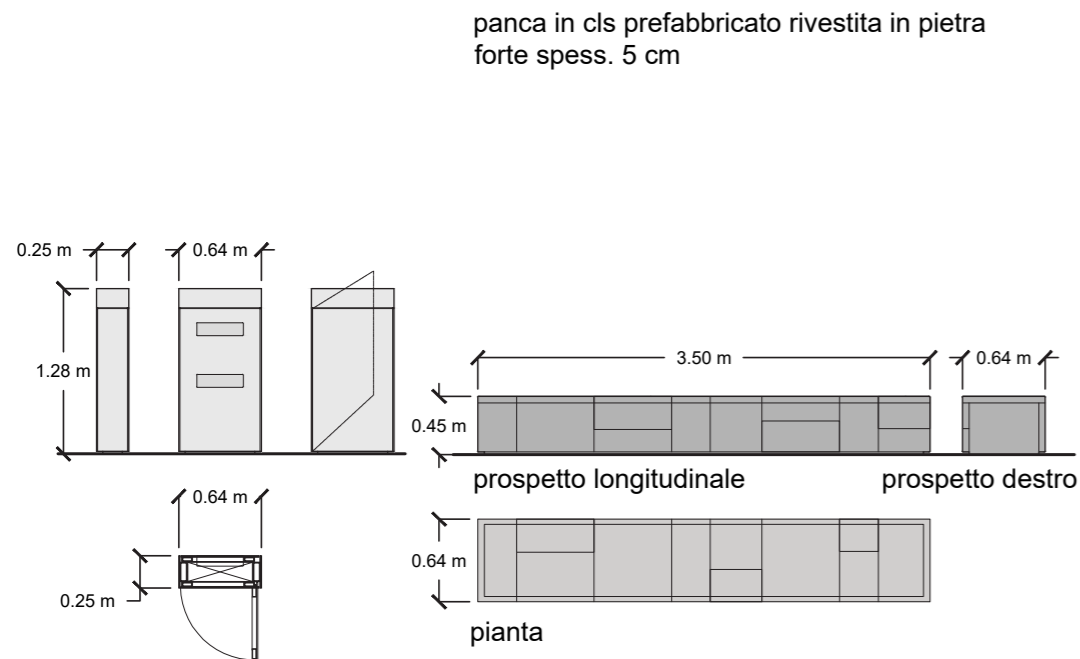 panca in cls prefabbricato rivestita in pietra
forte spess. 5 cm
0.25 m
0.64 m
1.28 m
3.50 m
0.64 m
0.45 m
prospetto longitudinale
prospetto destro
0.64 m
0.25 m
0.64 m
pianta